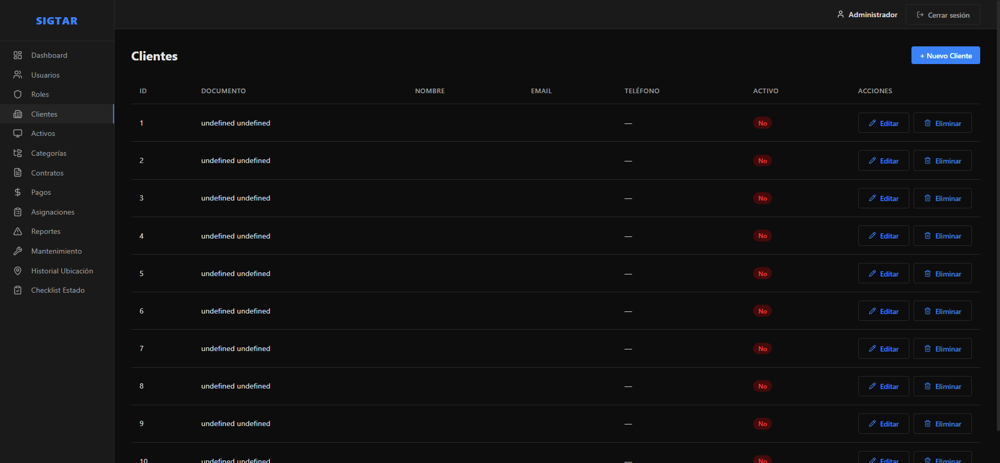 SIGTAR
Administrador
Cerrar sesión
Dashboard
Usuarios
Roles
Clientes
Activos
Categorías
Contratos
Pagos
Asignaciones
Reportes
Mantenimiento
Historial Ubicación
Checklist Estado
Clientes
+ Nuevo Cliente
ID DOCUMENTO NOMBRE EMAIL TELÉFONO ACTIVO ACCIONES
1 undefined undefined — No Editar Eliminar
2 undefined undefined — No Editar Eliminar
3 undefined undefined — No Editar Eliminar
4 undefined undefined — No Editar Eliminar
5 undefined undefined — No Editar Eliminar
6 undefined undefined — No Editar Eliminar
7 undefined undefined — No Editar Eliminar
8 undefined undefined — No Editar Eliminar
9 undefined undefined — No Editar Eliminar
10 undefined undefined — No Editar Eliminar